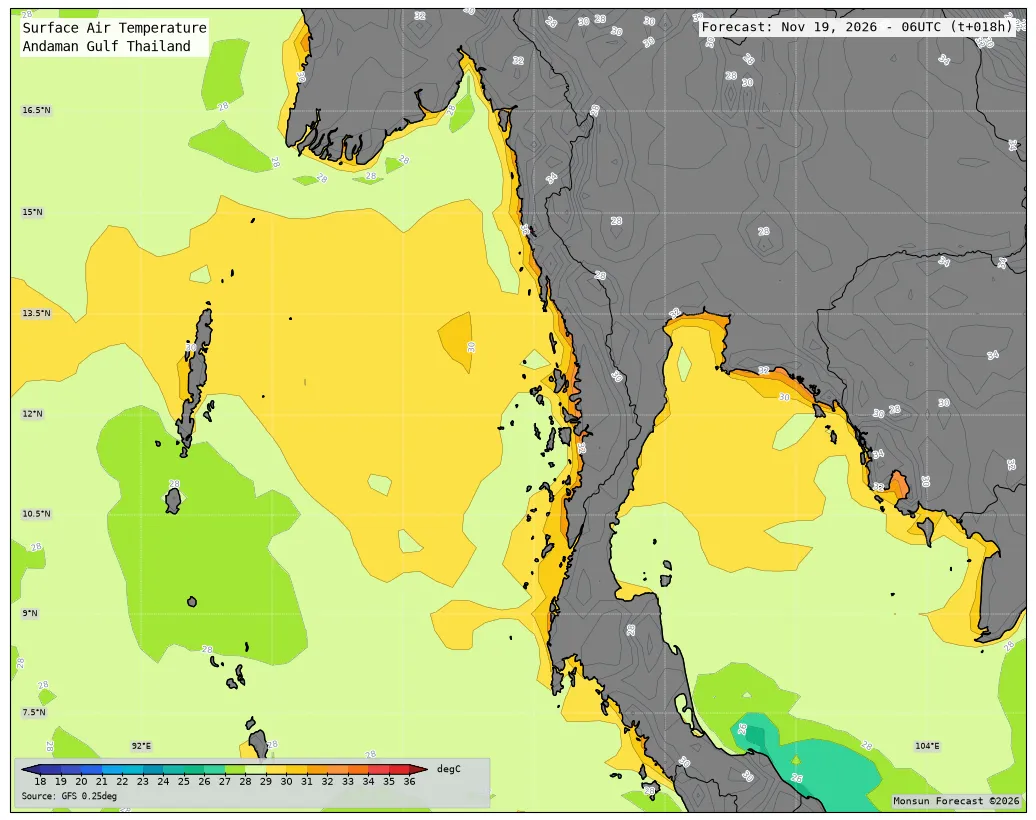 Surface Air Temperature
Andaman Gulf Thailand
Forecast: Nov 19, 2026 - 06UTC (t+018h)
16.5°N
15°N
13.5°N
12°N
10.5°N
9°N
7.5°N
92°E
104°E
degC
18 19 20 21 22 23 24 25 26 27 28 29 30 31 32 33 34 35 36
Source: GFS 0.25deg
Monsun Forecast ©2026